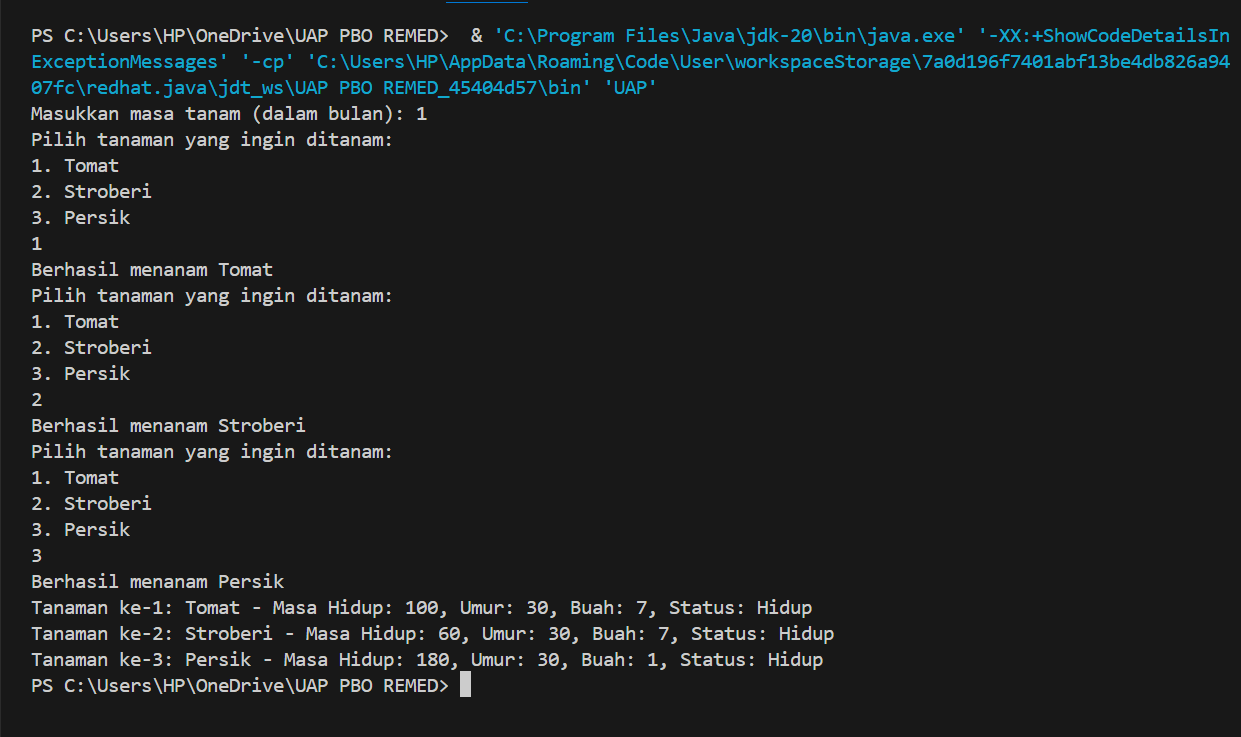 PS C:\Users\HP\OneDrive\UAP PBO REMED>  & 'C:\Program Files\Java\jdk-20\bin\java.exe' '-XX:+ShowCodeDetailsIn
ExceptionMessages' '-cp' 'C:\Users\HP\AppData\Roaming\Code\User\workspaceStorage\7a0d196f7401abf13be4db826a94
07fc\redhat.java\jdt_ws\UAP PBO REMED_45404d57\bin' 'UAP'
Masukkan masa tanam (dalam bulan): 1
Pilih tanaman yang ingin ditanam:
1. Tomat
2. Stroberi
3. Persik
1
Berhasil menanam Tomat
Pilih tanaman yang ingin ditanam:
1. Tomat
2. Stroberi
3. Persik
2
Berhasil menanam Stroberi
Pilih tanaman yang ingin ditanam:
1. Tomat
2. Stroberi
3. Persik
3
Berhasil menanam Persik
Tanaman ke-1: Tomat - Masa Hidup: 100, Umur: 30, Buah: 7, Status: Hidup
Tanaman ke-2: Stroberi - Masa Hidup: 60, Umur: 30, Buah: 7, Status: Hidup
Tanaman ke-3: Persik - Masa Hidup: 180, Umur: 30, Buah: 1, Status: Hidup
PS C:\Users\HP\OneDrive\UAP PBO REMED>